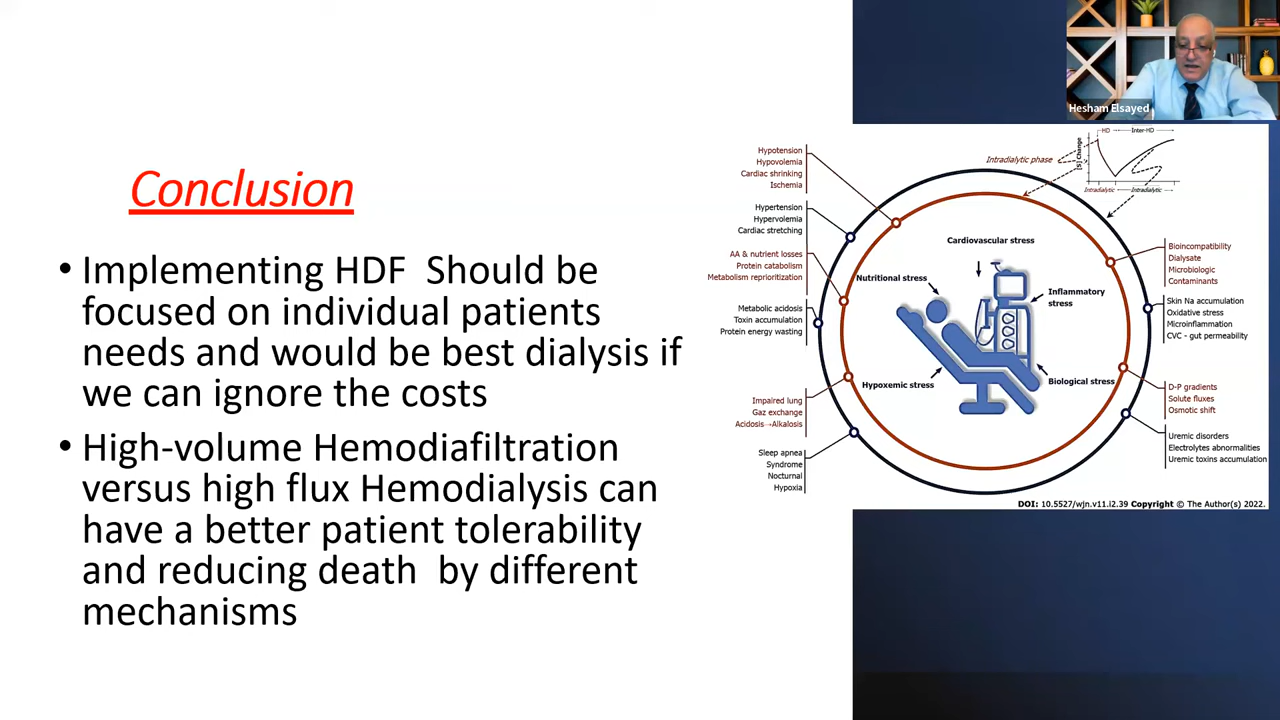 Hesham Elsayed
Conclusion
• Implementing HDF Should be
focused on individual patients
needs and would be best dialysis if
we can ignore the costs
• High-volume Hemodiafiltration
versus high flux Hemodialysis can
have a better patient tolerability
and reducing death by different
mechanisms
HD
Inter-HD
[S] Change
Intradialytic
Intradialytic
Intradialytic phase
Hypotension
Hypovolemia
Cardiac shrinking
Ischemia
Hypertension
Hypervolemia
Cardiac stretching
AA & nutrient losses
Protein catabolism
Metabolism reprioritization
Metabolic acidosis
Toxin accumulation
Protein energy wasting
Impaired lung
Gaz exchange
Acidosis→Alkalosis
Sleep apnea
Syndrome
Nocturnal
Hypoxia
Cardiovascular stress
Nutritional stress
Inflammatory
stress
Hypoxemic stress
Biological stress
Bioincompatibility
Dialysate
Microbiologic
Contaminants
Skin Na accumulation
Oxidative stress
Microinflammation
CVC - gut permeability
D-P gradients
Solute fluxes
Osmotic shift
Uremic disorders
Electrolytes abnormalities
Uremic toxins accumulation
DOI: 10.5527/wjn.v11.i2.39 Copyright © The Author(s) 2022.